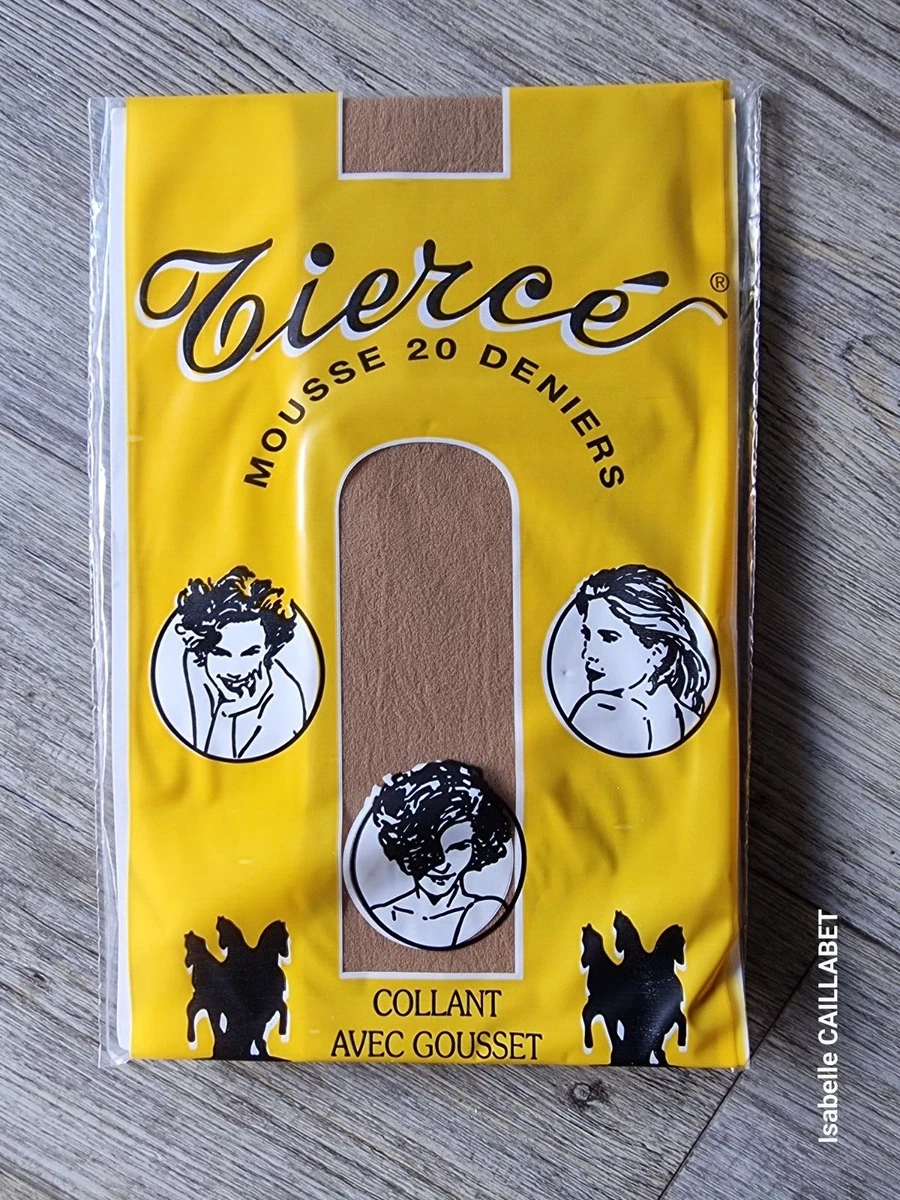 Tiercé®
MOUSSE 20 DENIERS
COLLANT
AVEC GOUSSET
Isabelle CAILLABET